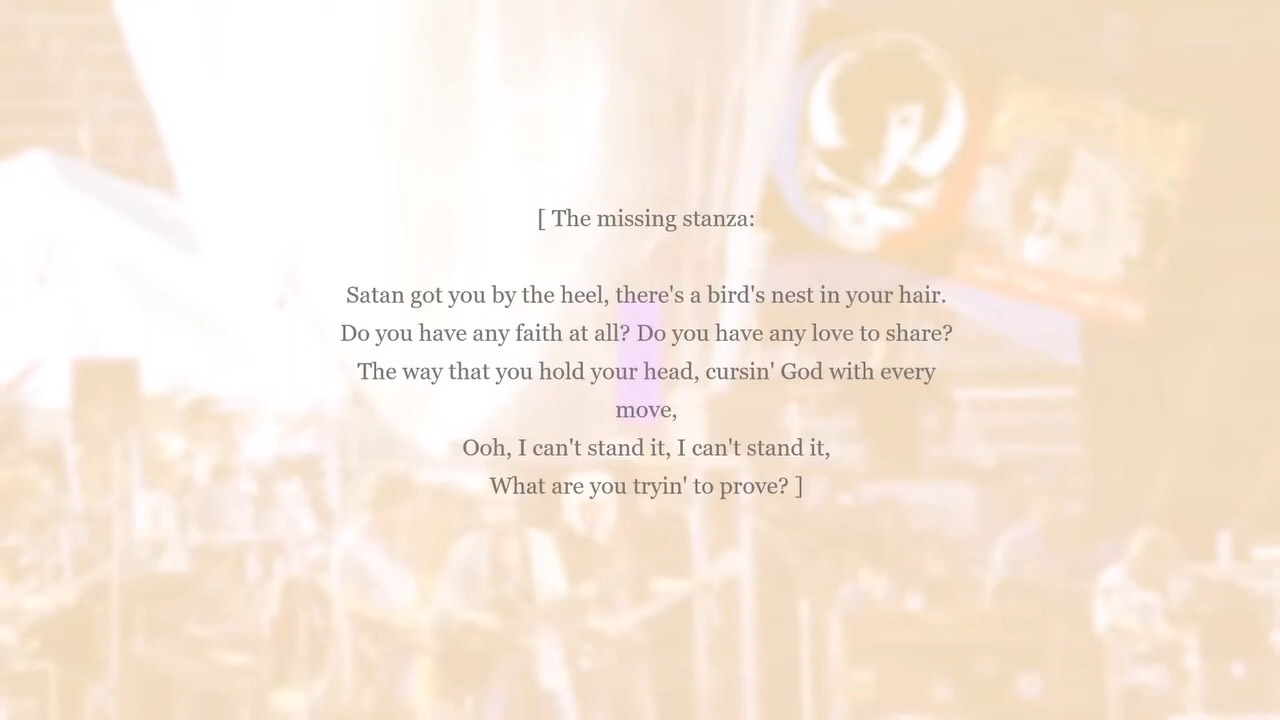 [ The missing stanza:
Satan got you by the heel, there's a bird's nest in your hair.
Do you have any faith at all? Do you have any love to share?
The way that you hold your head, cursin' God with every
move,
Ooh, I can't stand it, I can't stand it,
What are you tryin' to prove? ]